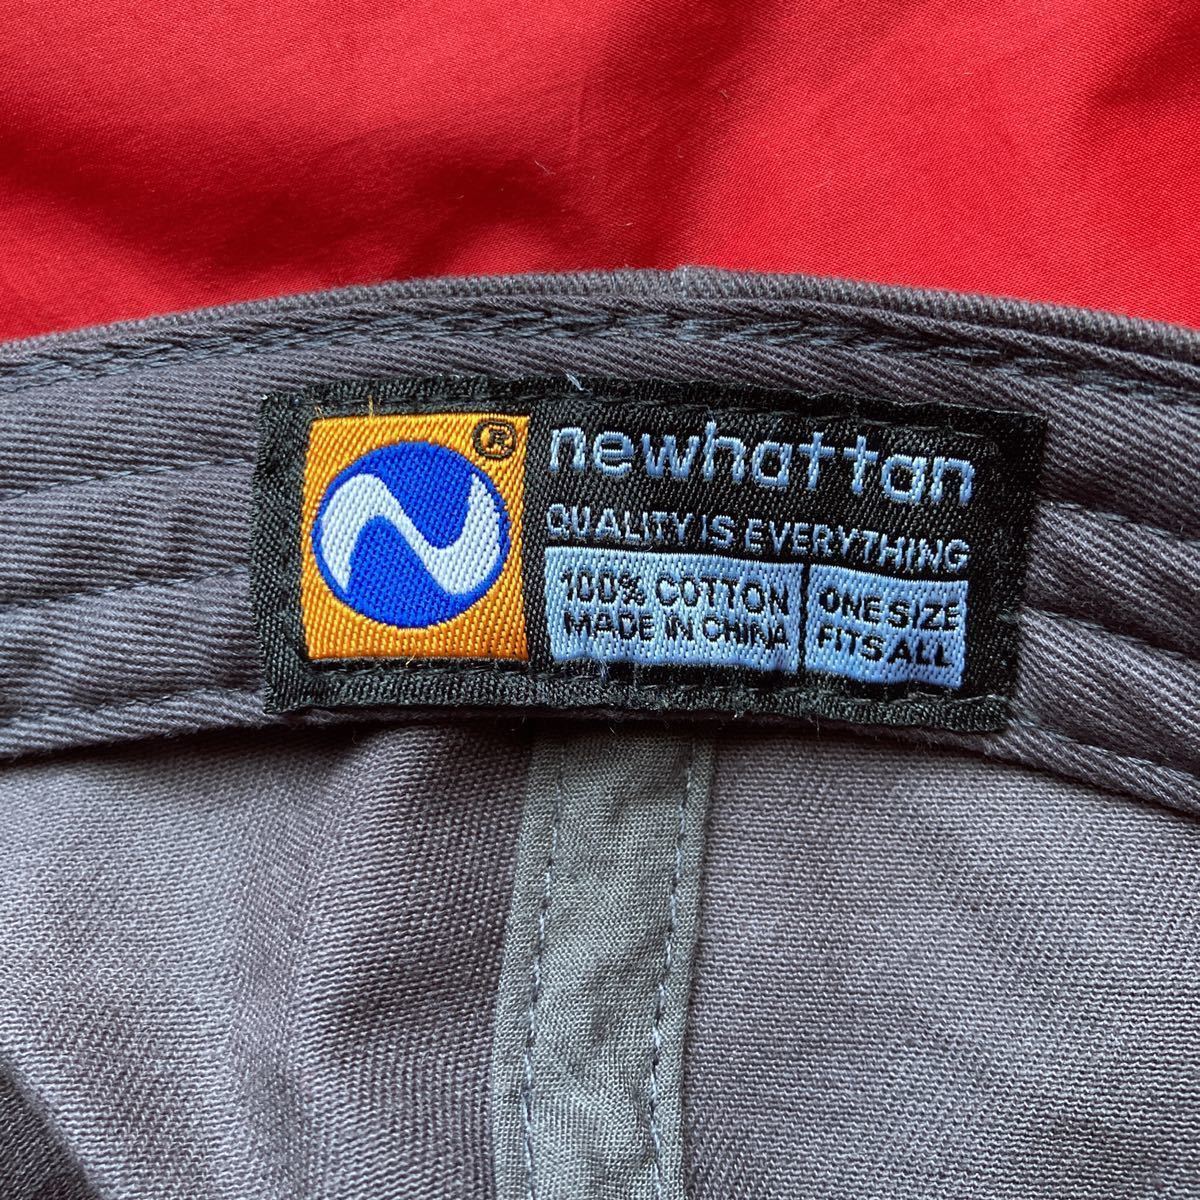 ®
newhattan
QUALITY IS EVERYTHING
100% COTTON
MADE IN CHINA
ONE SIZE
FITS ALL